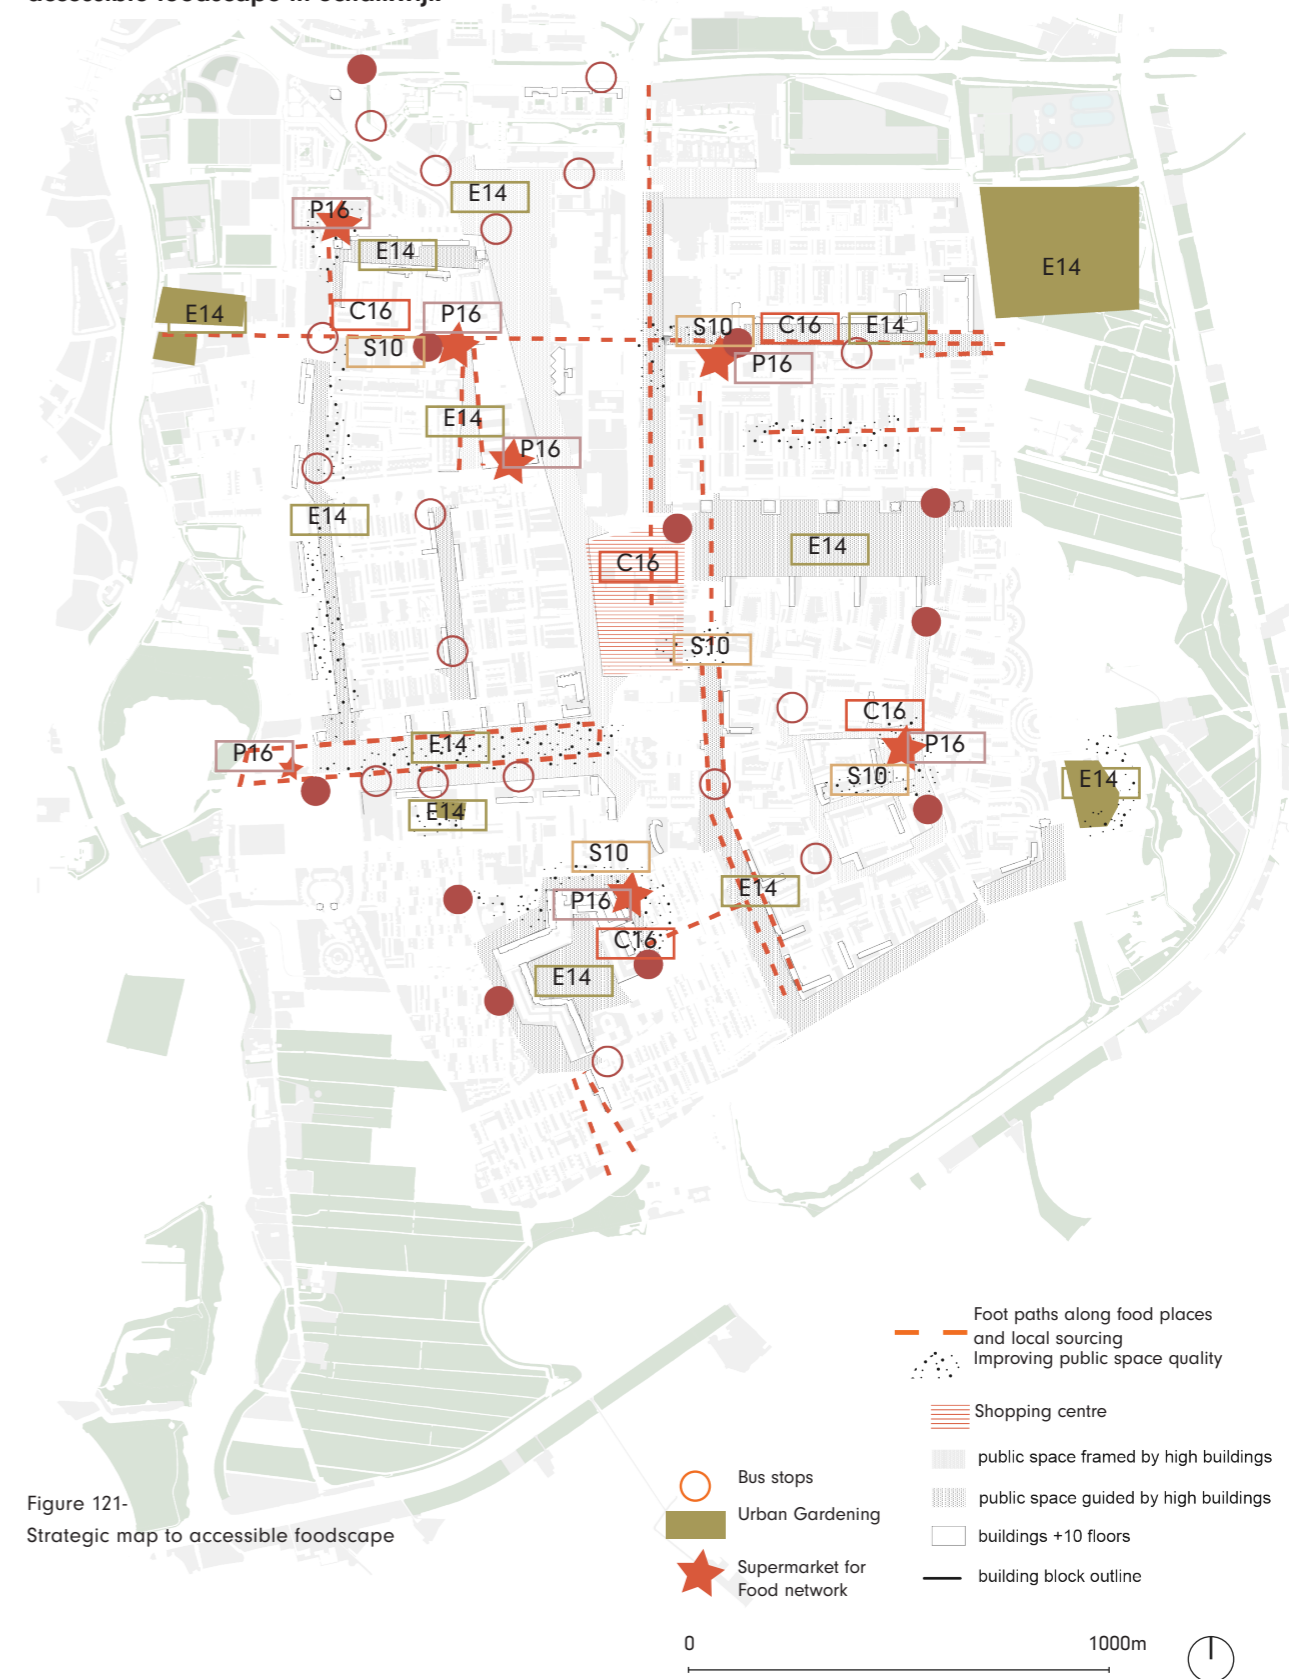 accessible foodscape in Schalkwijk
E14
P16
E14
E14
C16
P16
S10
S10
C16
E14
P16
E14
E14
P16
E14
E14
C16
S10
C16
P16
P16
E14
S10
E14
E14
S10
P16
E14
C16
E14
Foot paths along food places
and local sourcing
Improving public space quality
Shopping centre
public space framed by high buildings
public space guided by high buildings
buildings +10 floors
building block outline
Bus stops
Urban Gardening
Supermarket for
Food network
Figure 121-
Strategic map to accessible foodscape
0
1000m